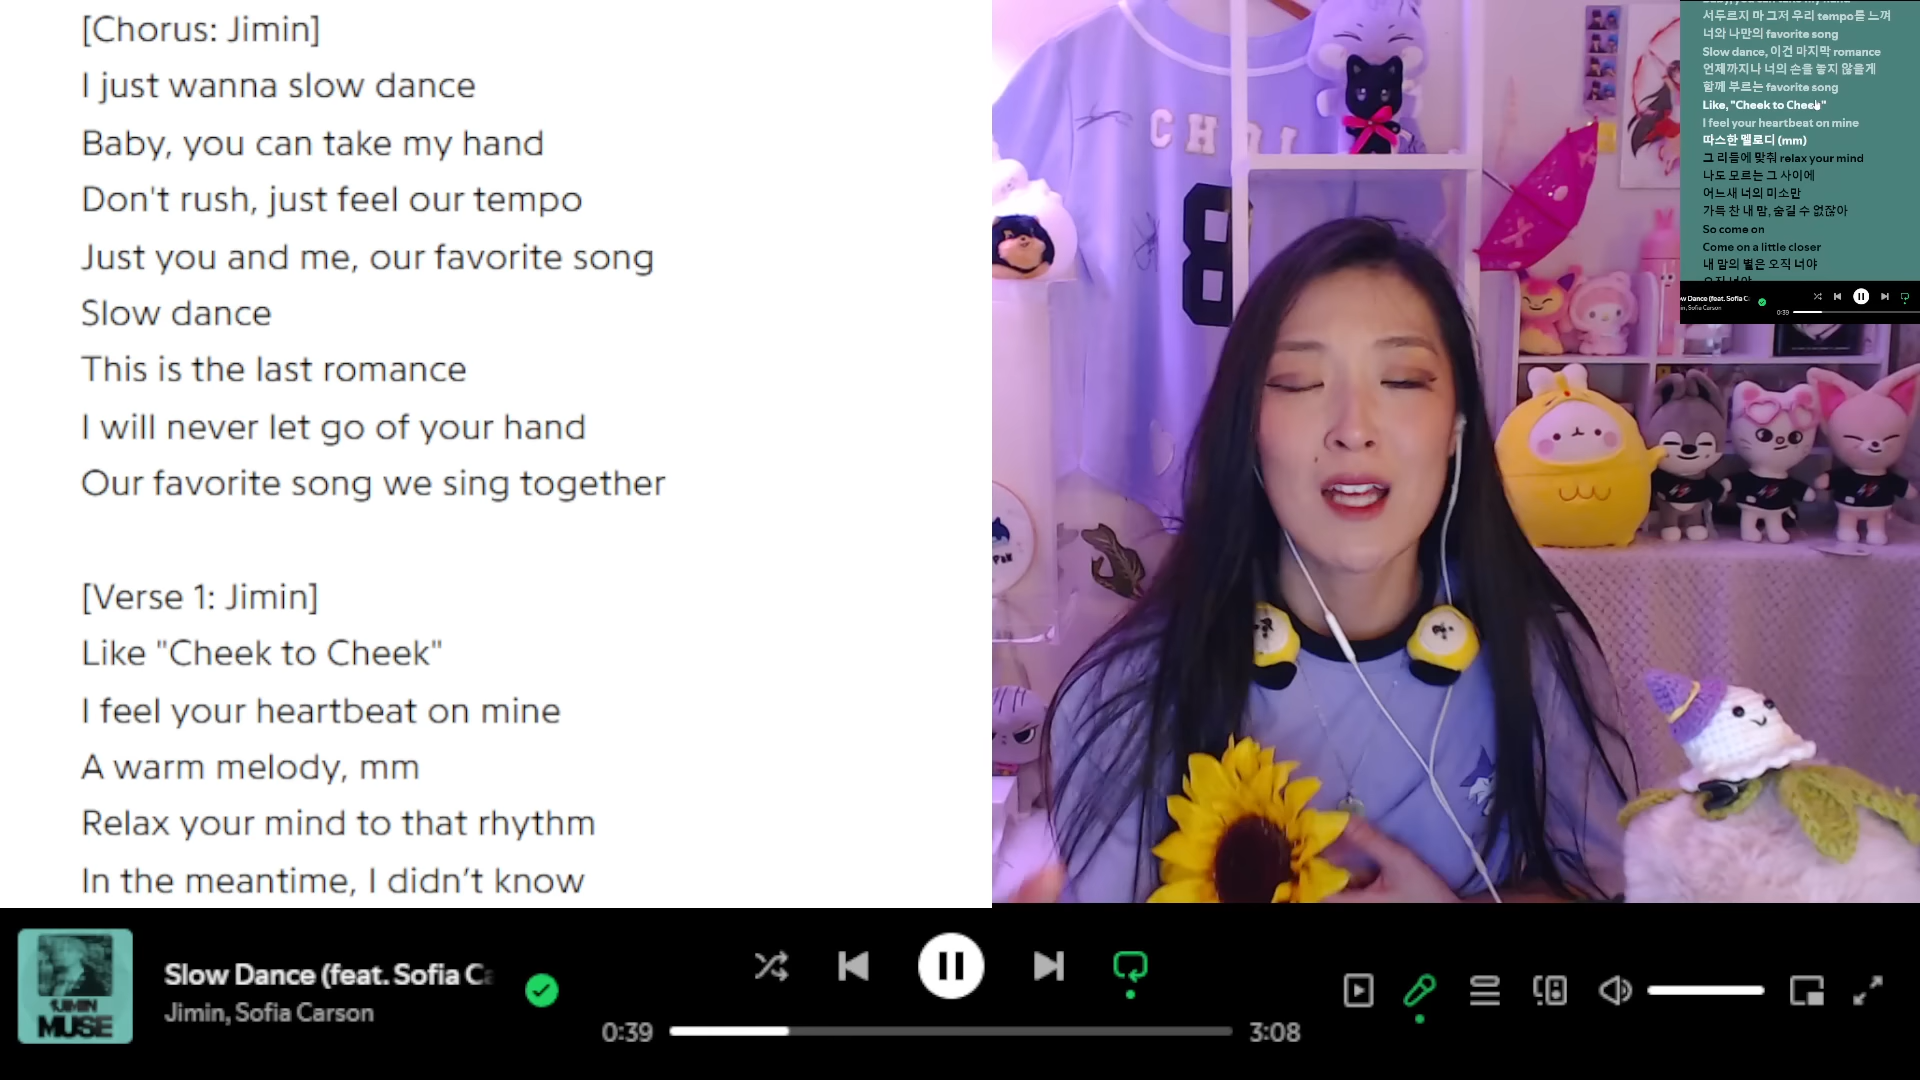 [Chorus: Jimin]
I just wanna slow dance
Baby, you can take my hand
Don't rush, just feel our tempo
Just you and me, our favorite song
Slow dance
This is the last romance
I will never let go of your hand
Our favorite song we sing together
[Verse 1: Jimin]
Like "Cheek to Cheek"
I feel your heartbeat on mine
A warm melody, mm
Relax your mind to that rhythm
In the meantime, I didn’t know
CHOI
8
서두르지 마 그저 우리 tempo를 느껴
너와 나만의 favorite song
Slow dance, 이건 마지막 romance
언제까지나 너의 손을 놓지 않을게
함께 부르는 favorite song
Like, "Cheek to Cheek"
I feel your heartbeat on mine
따스한 멜로디 (mm)
그 리듬에 맞춰 relax your mind
나도 모르는 그 사이에
어느새 너의 미소만
가득 찬 내 맘, 숨길 수 없잖아
So come on
Come on a little closer
내 맘의 별은 오직 너야
Slow Dance (feat. Sofia C
Sofia Carson
0:39
JIMIN
MUSE
Slow Dance (feat. Sofia Ca
Jimin, Sofia Carson
0:39
3:08